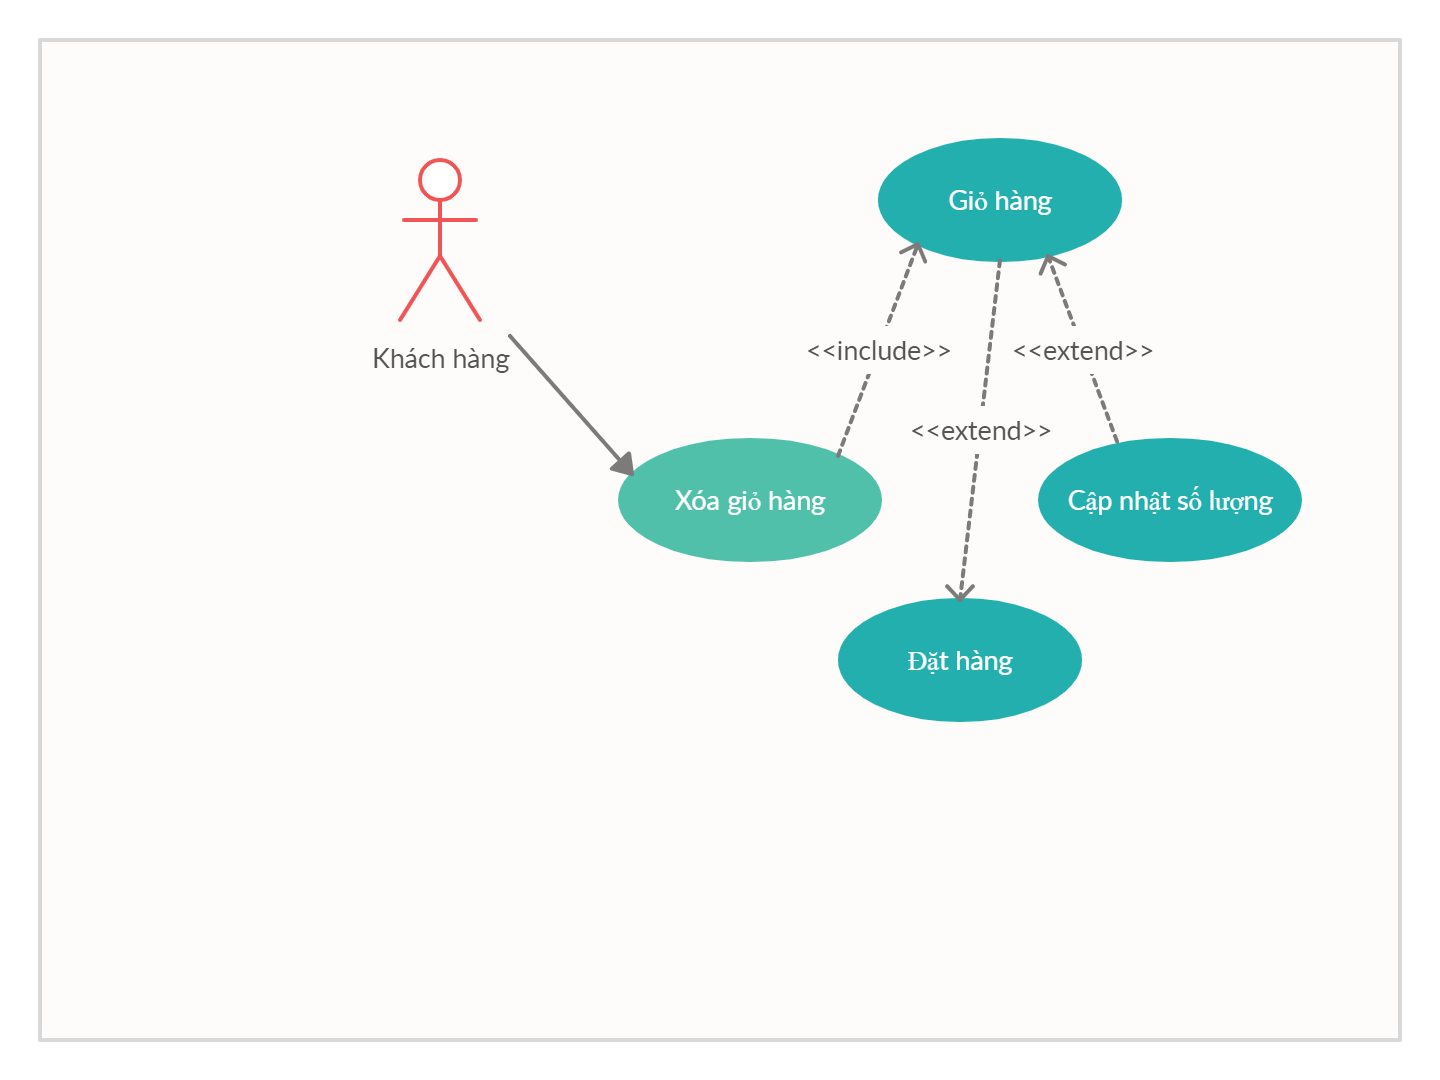 Giỏ hàng
Khách hàng
<<include>>
<<extend>>
<<extend>>
Xóa giỏ hàng
Cập nhật số lượng
Đặt hàng